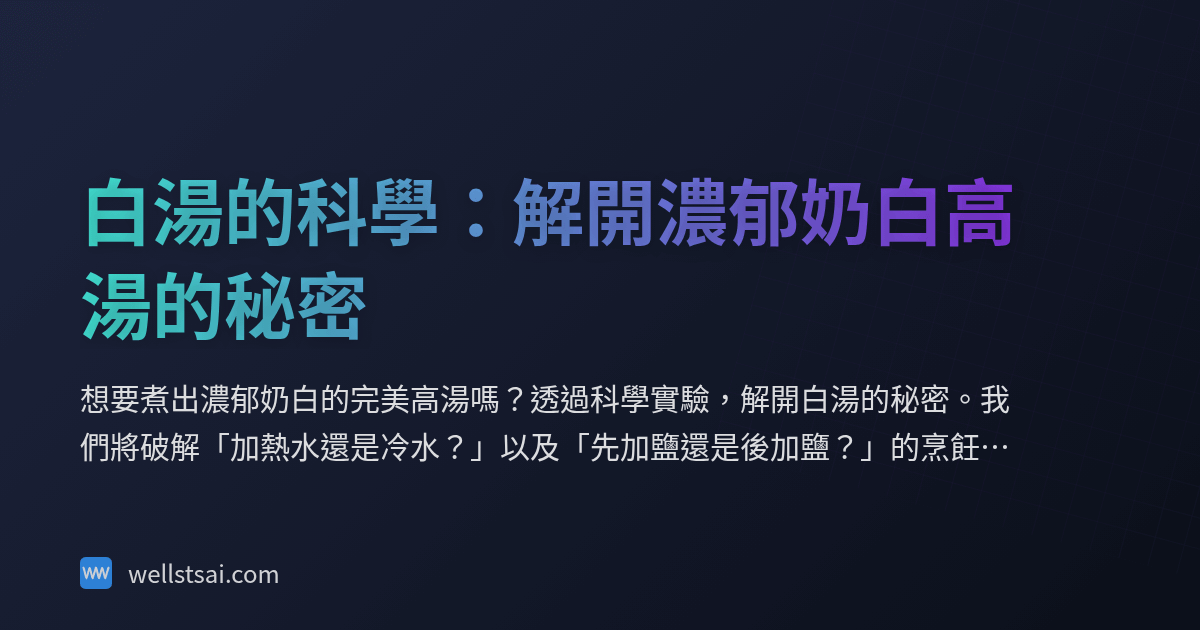 白湯的科學：解開濃郁奶白高
湯的秘密
想要煮出濃郁奶白的完美高湯嗎？透過科學實驗，解開白湯的秘密。我
們將破解「加熱水還是冷水？」以及「先加鹽還是後加鹽？」的烹飪⋯
wellstsai.com